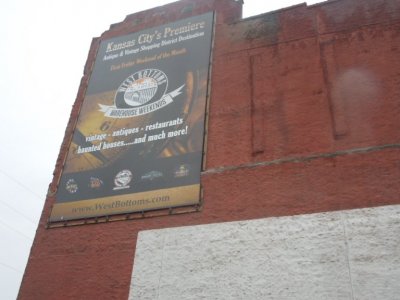 Kansas City's Premiere
Antique & Vintage Shopping District Destination
First Friday Weekend of the Month
WEST BOTTOMS
WAREHOUSE WEEKENDS
vintage - antiques - restaurants
haunted houses.....and much more!
www.WestBottoms.com